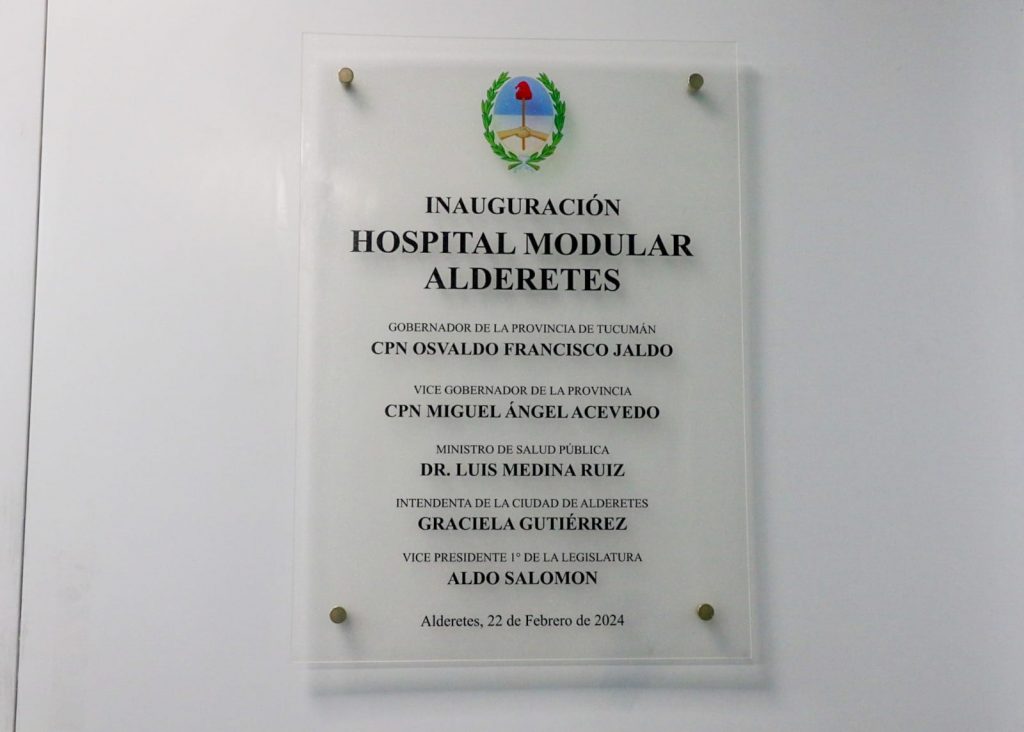 INAUGURACIÓN
HOSPITAL MODULAR
ALDERETES
GOBERNADOR DE LA PROVINCIA DE TUCUMÁN
CPN OSVALDO FRANCISCO JALDO
VICE GOBERNADOR DE LA PROVINCIA
CPN MIGUEL ÁNGEL ACEVEDO
MINISTRO DE SALUD PÚBLICA
DR. LUIS MEDINA RUIZ
INTENDENTA DE LA CIUDAD DE ALDERETES
GRACIELA GUTIÉRREZ
VICE PRESIDENTE 1° DE LA LEGISLATURA
ALDO SALOMON
Alderetes, 22 de Febrero de 2024